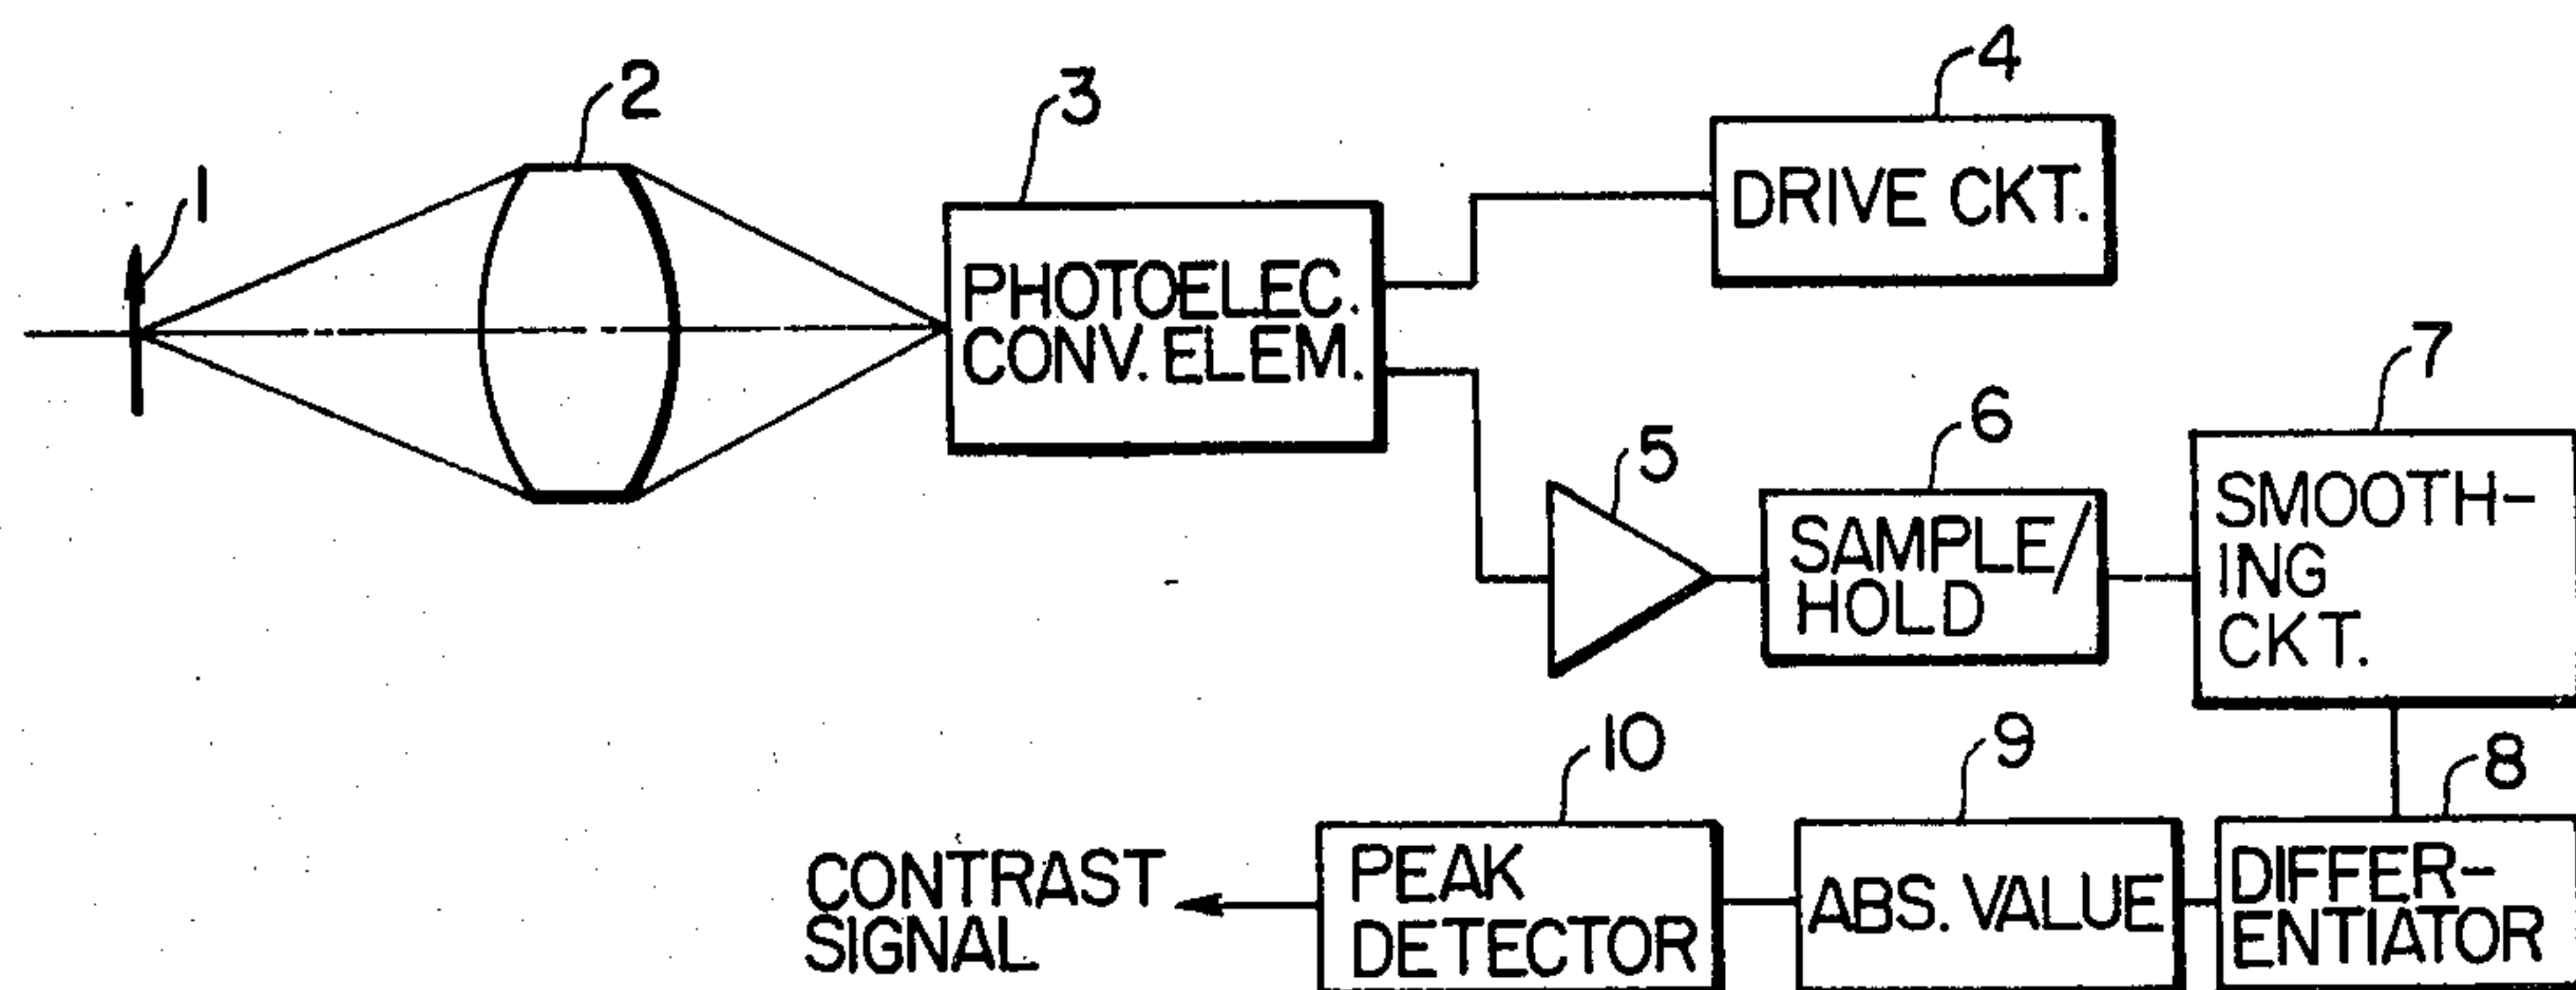 1
2
3
PHOTOELEC.
CONV. ELEM.
4
DRIVE CKT.
5
6
SAMPLE/
HOLD
7
SMOOTH-
ING
CKT.
8
DIFFER-
ENTIATOR
9
ABS. VALUE
10
PEAK
DETECTOR
CONTRAST
SIGNAL